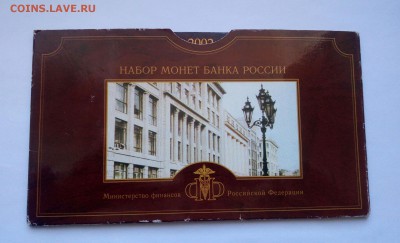 COINS.LAVE.RU
2002
НАБОР МОНЕТ БАНКА РОССИИ
Министерство финансов Российской Федерации